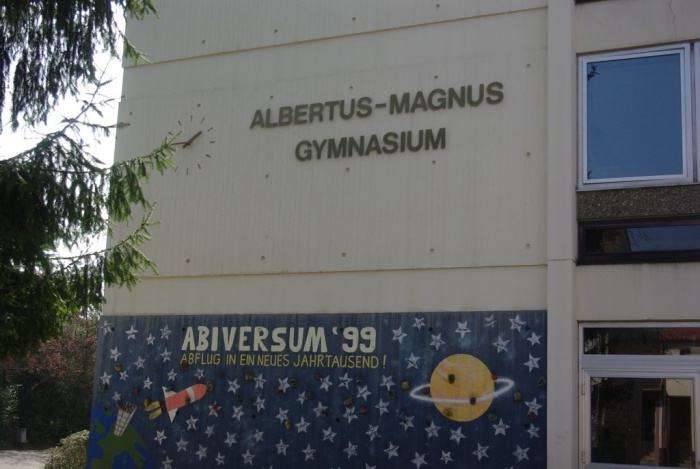 ALBERTUS-MAGNUS
GYMNASIUM
ABIVERSUM '99
ABFLUG IN EIN NEUES JAHRTAUSEND!